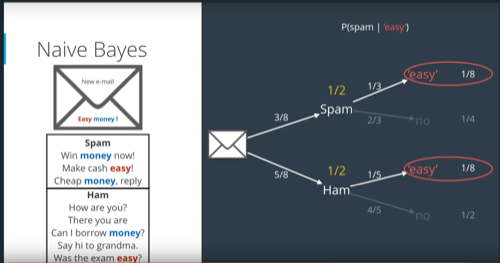 Naive Bayes
New e-mail
Easy money !
Spam
Win money now!
Make cash easy!
Cheap money, reply
Ham
How are you?
There you are
Can I borrow money?
Say hi to grandma.
Was the exam easy?
P(spam | 'easy')
3/8
1/2
Spam
1/3
'easy'
1/8
2/3
no
1/4
5/8
1/2
Ham
1/5
'easy'
1/8
4/5
no
1/2